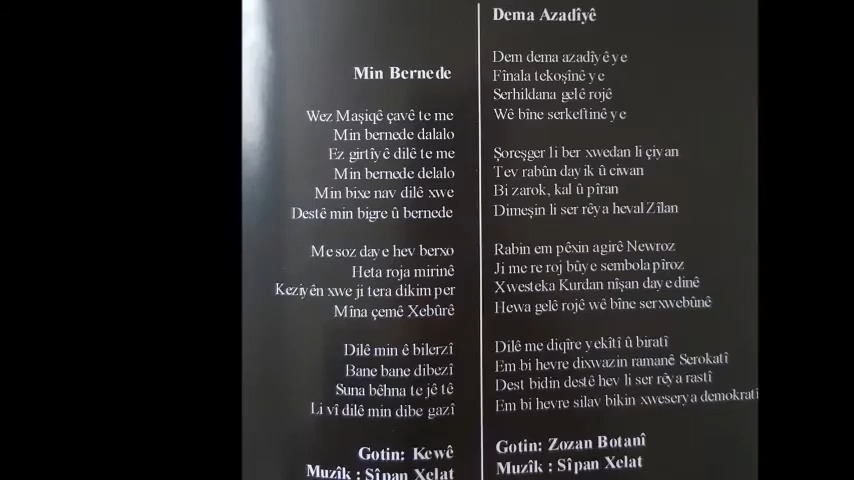 Min Bernede
Wez Maşiqê çavê te me
Min bernede dalalo
Ez girtîyê dilê te me
Min bernede delalo
Min bixe nav dilê xwe
Destê min bigre û bernede
Me soz daye hev berxo
Heta roja mirinê
Keziyên xwe ji tera dikim per
Mîna çemê Xebûrê
Dilê min ê bilerzî
Bane bane dibezî
Suna bêhna te jê tê
Li vî dilê min dibe gazî
Gotin: Kewê
Muzîk : Sîpan Xelat
Dema Azadîyê
Dem dema azadîyê ye
Fînala tekoşînê ye
Serhildana gelê rojê
Wê bîne serkeftinê ye
Şoreşger li ber xwedan li çiyan
Tev rabûn dayik û ciwan
Bi zarok, kal û pîran
Dimeşin li ser rêya heval Zîlan
Rabin em pêxin agirê Newroz
Ji me re roj bûye sembola pîroz
Xwesteka Kurdan nîşan daye dinê
Hewa gelê rojê wê bîne serxwebûnê
Dilê me diqîre yekîtî û biratî
Em bi hevre dixwazin ramanê Serokatî
Dest bidin destê hev li ser rêya rastî
Em bi hevre silav bikin xweserya demokratî
Gotin: Zozan Botanî
Muzîk : Sîpan Xelat